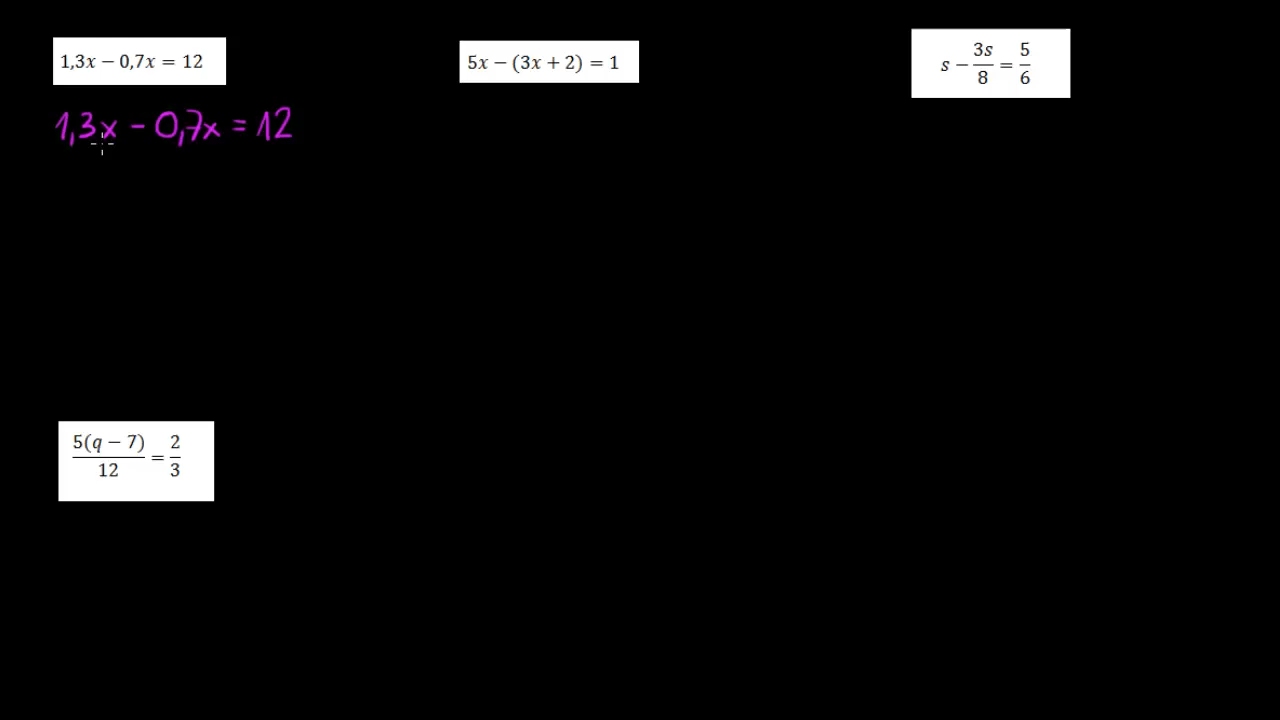 1,3x − 0,7x = 12
5x − (3x + 2) = 1
s − 3s/8 = 5/6
1,3x - 0,7x = 12
5(q − 7)/12 = 2/3